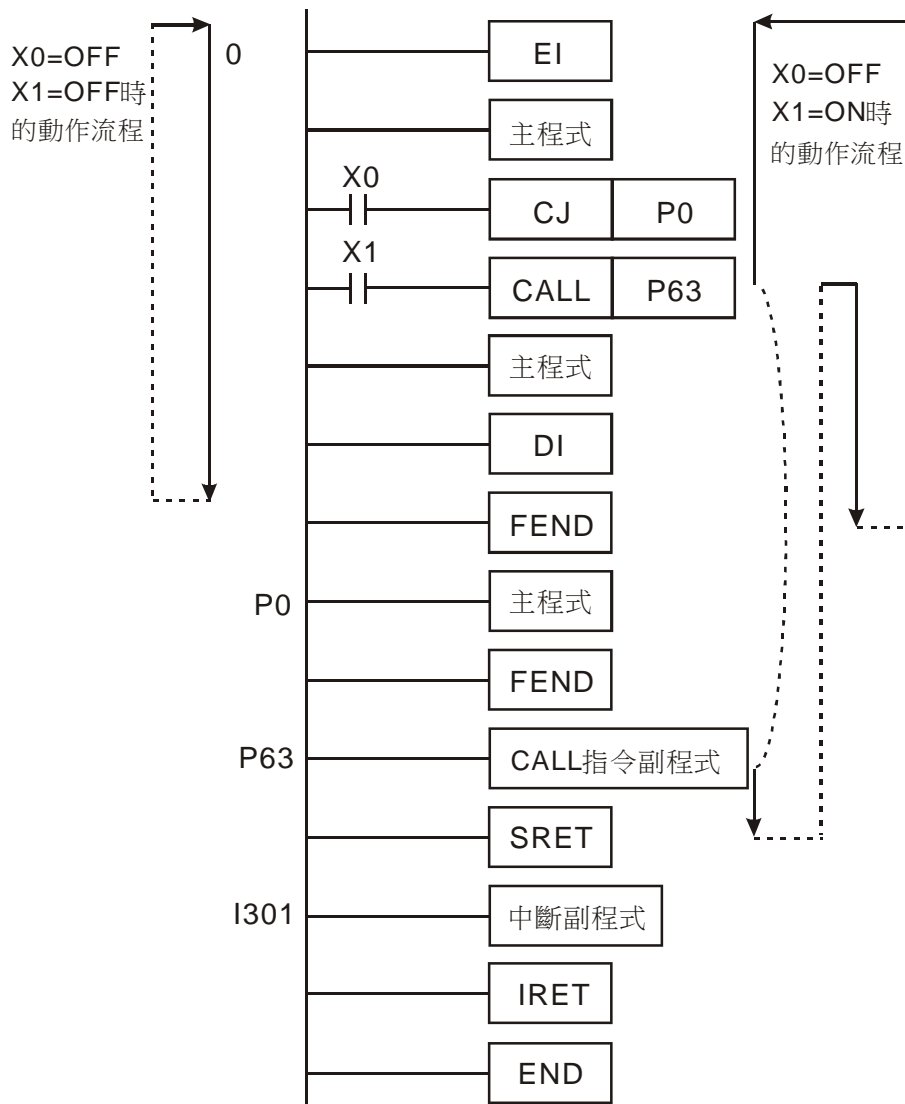 X0=OFF
X1=OFF時
的動作流程
0
EI
X0=OFF
X1=ON時
的動作流程
主程式
X0
CJ P0
X1
CALL P63
主程式
DI
FEND
P0 主程式
FEND
P63 CALL指令副程式
SRET
I301 中斷副程式
IRET
END